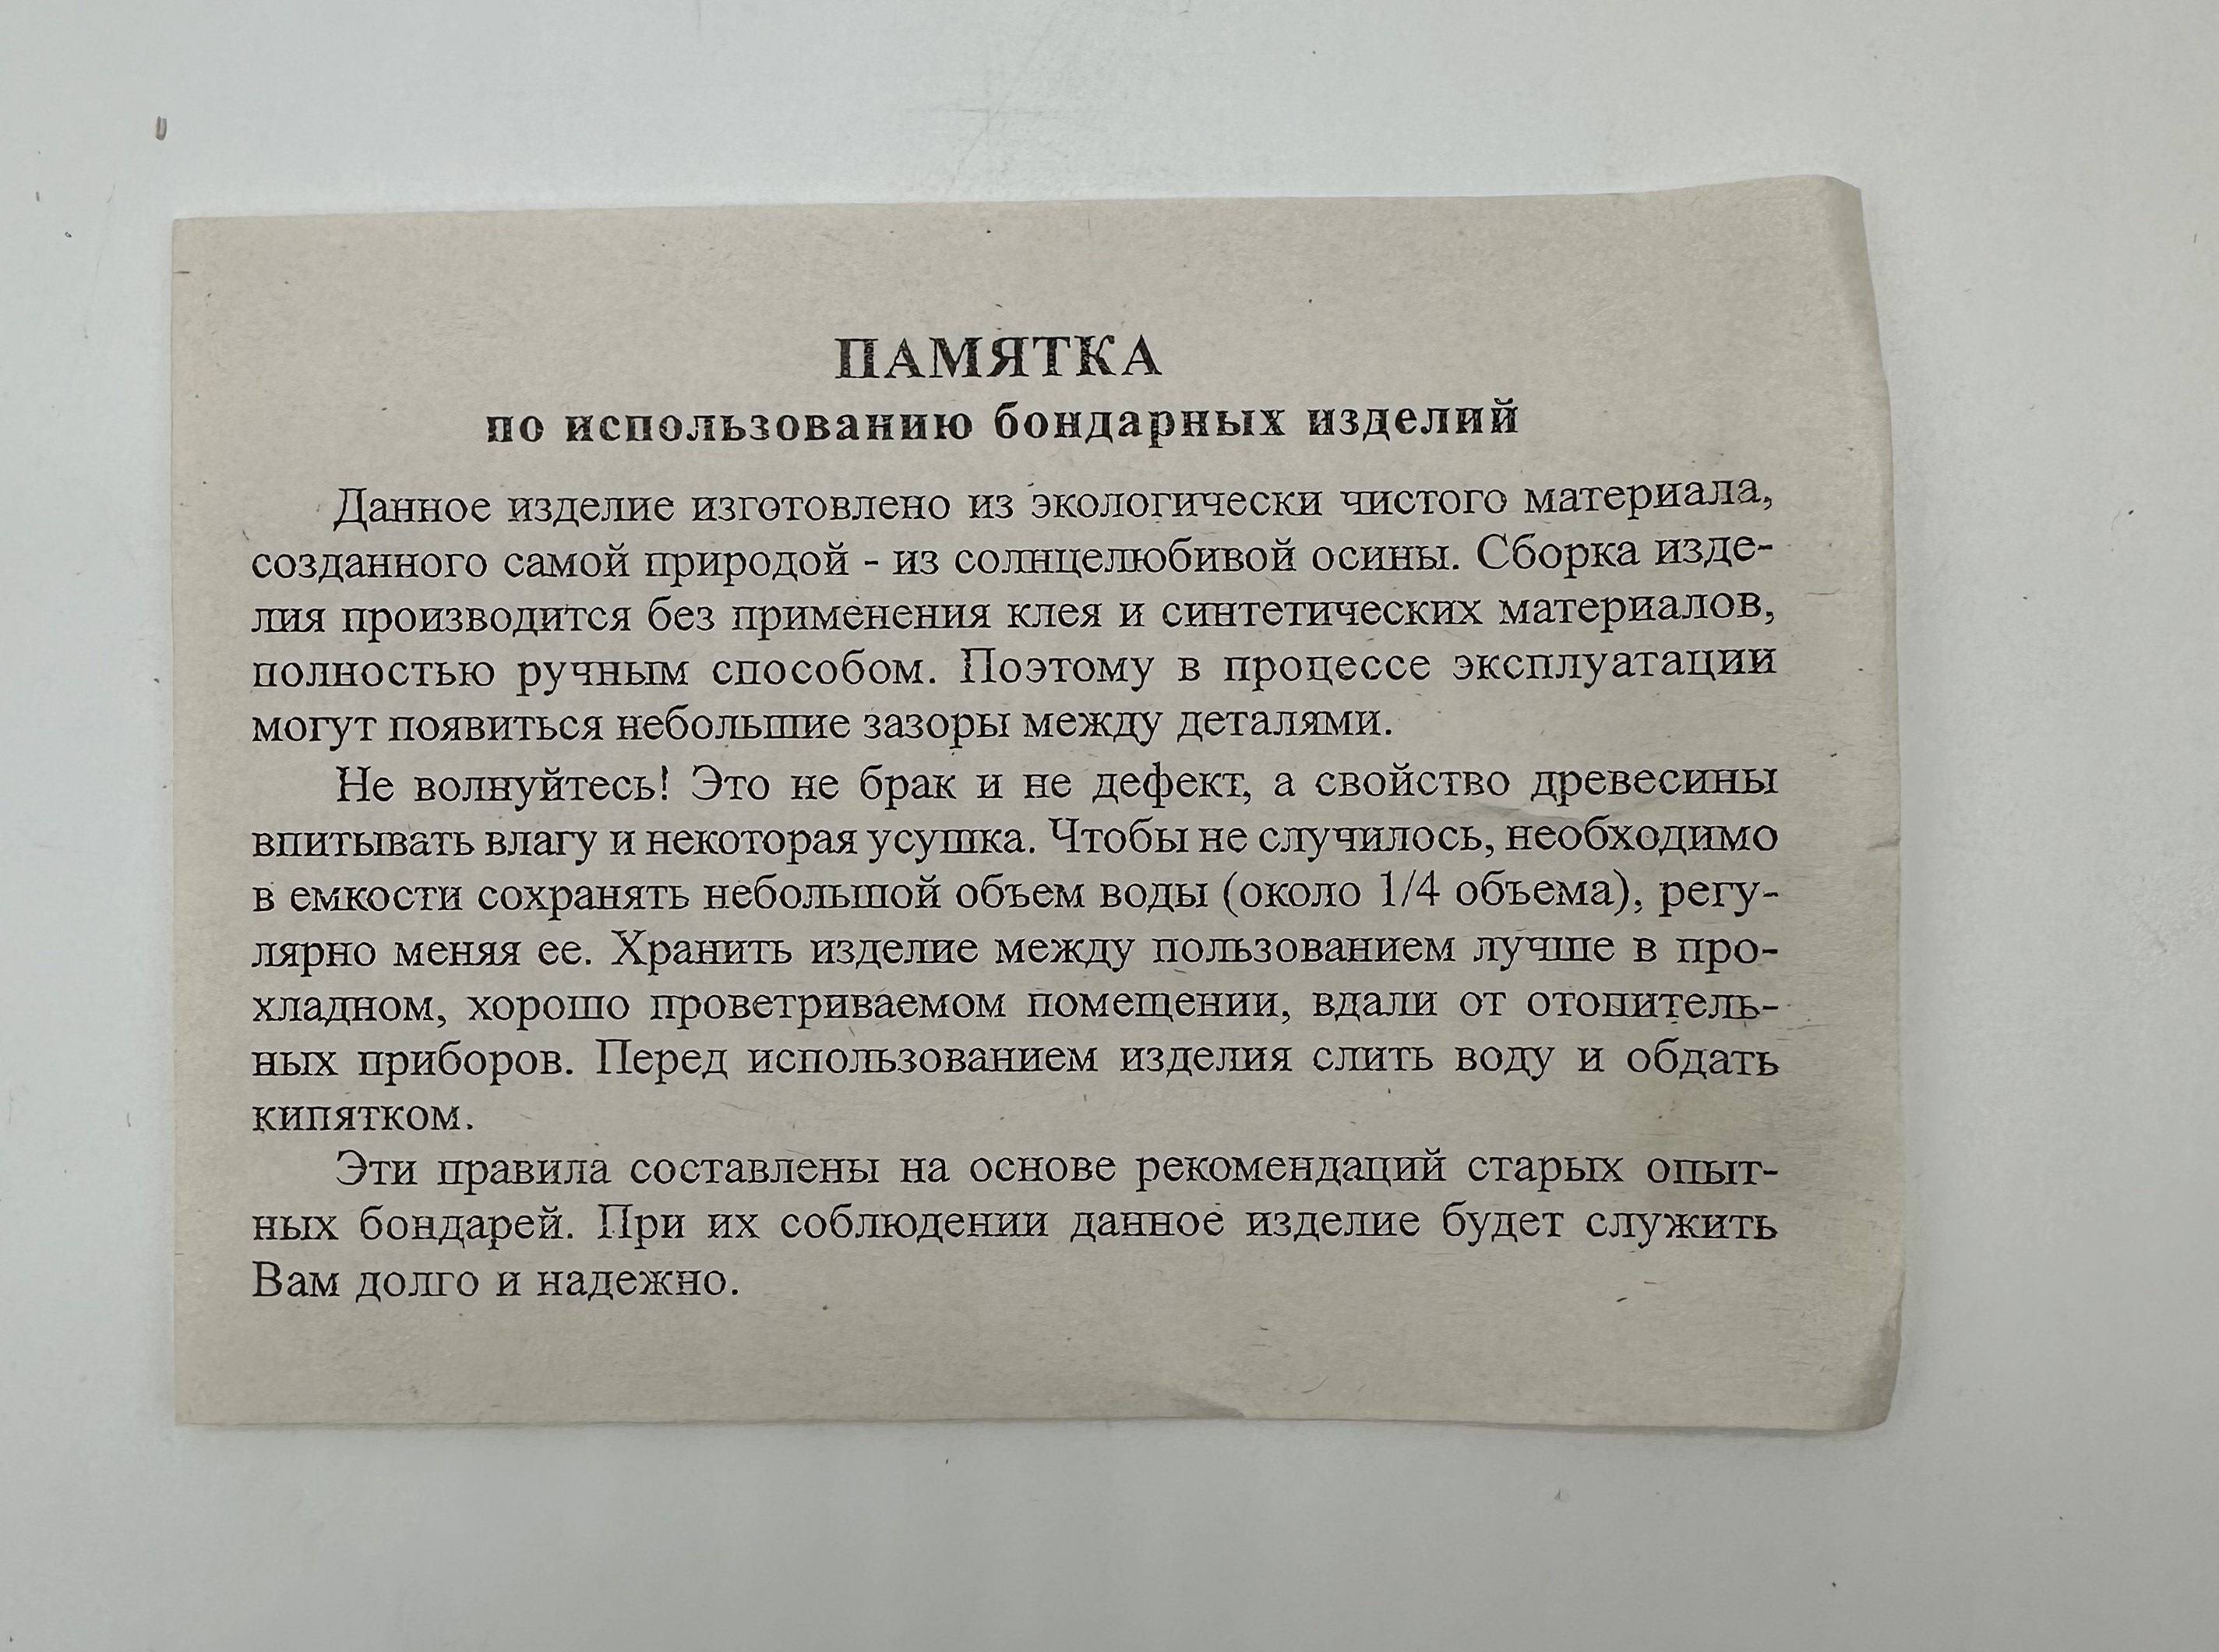 ПАМЯТКА
по использованию бондарных изделий
Данное изделие изготовлено из экологически чистого материала,
созданного самой природой - из солнцелюбивой осины. Сборка изде-
лия производится без применения клея и синтетических материалов,
полностью ручным способом. Поэтому в процессе эксплуатации
могут появиться небольшие зазоры между деталями.
Не волнуйтесь! Это не брак и не дефект, а свойство древесины
впитывать влагу и некоторая усушка. Чтобы не случилось, необходимо
в емкости сохранять небольшой объем воды (около 1/4 объема), регу-
лярно меняя ее. Хранить изделие между пользованием лучше в про-
хладном, хорошо проветриваемом помещении, вдали от отопитель-
ных приборов. Перед использованием изделия слить воду и обдать
кипятком.
Эти правила составлены на основе рекомендаций старых опыт-
ных бондарей. При их соблюдении данное изделие будет служить
Вам долго и надежно.